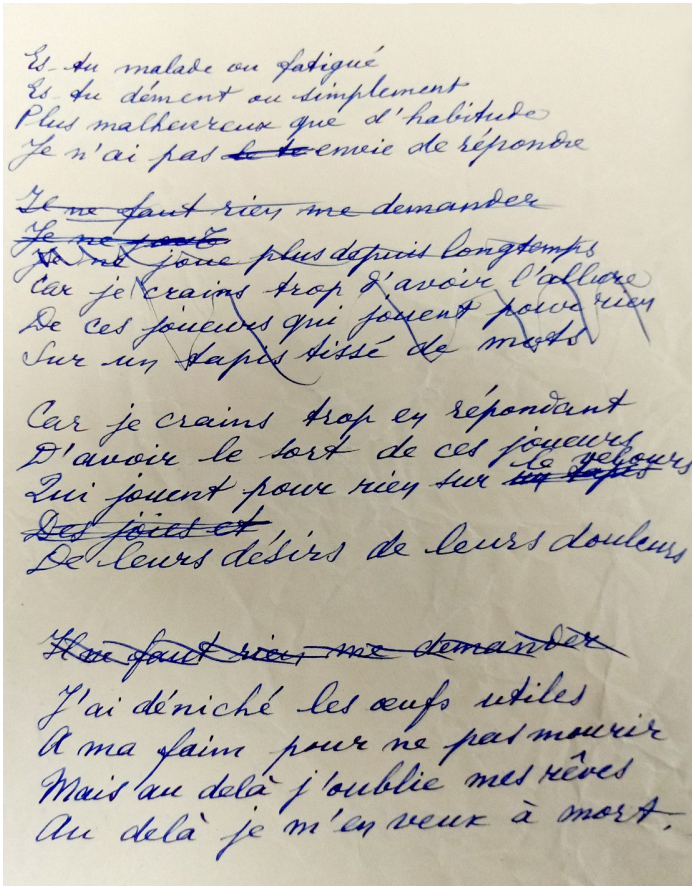 Es-tu malade ou fatigué
Es-tu dément ou simplement
Plus malheureux que d'habitude
Je n'ai pas le te envie de répondre
Il ne faut rien me demander
Je ne joue
Je ne joue plus depuis longtemps
Car je crains trop d'avoir l'allure
De ces joueurs qui jouent pour rien
Sur un tapis tissé de mots
Car je crains trop en répondant
D'avoir le sort de ces joueurs
le velours
Qui jouent pour rien sur un tapis
Des joies et
De leurs désirs de leurs douleurs
Il ne faut rien me demander
J'ai déniché les œufs utiles
A ma faim pour ne pas mourir
Mais au delà j'oublie mes rêves
Au delà je m'en veux à mort.